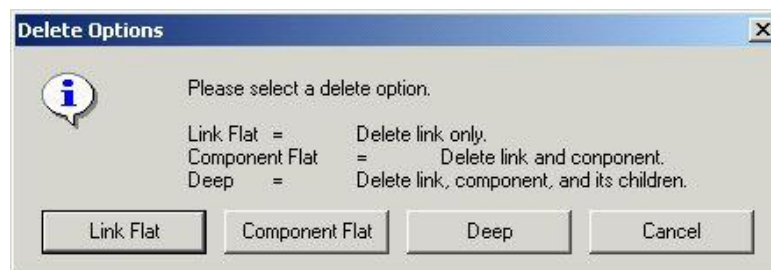 Delete Options
Please select a delete option.
Link Flat = Delete link only.
Component Flat = Delete link and conponent.
Deep = Delete link, component, and its children.
Link Flat Component Flat Deep Cancel